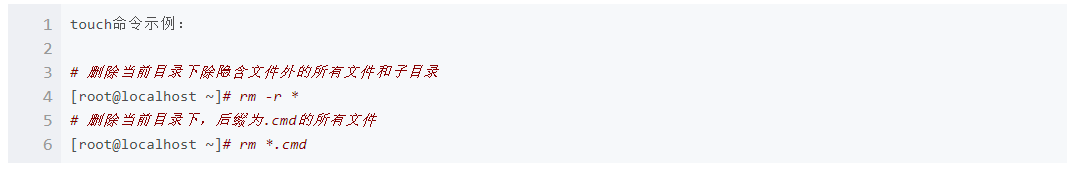 1 touch命令示例：
2
3 # 删除当前目录下除隐含文件外的所有文件和子目录
4 [root@localhost ~]# rm -r *
5 # 删除当前目录下，后缀为.cmd的所有文件
6 [root@localhost ~]# rm *.cmd